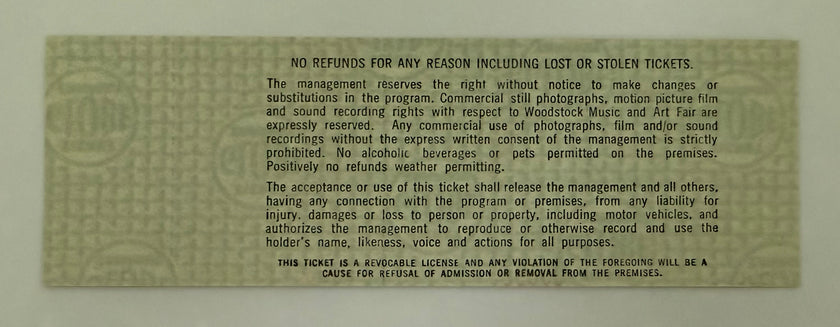 NO REFUNDS FOR ANY REASON INCLUDING LOST OR STOLEN TICKETS.
The management reserves the right without notice to make changes or
substitutions in the program. Commercial still photographs, motion picture film
and sound recording rights with respect to Woodstock Music and Art Fair are
expressly reserved. Any commercial use of photographs, film and/or sound
recordings without the express written consent of the management is strictly
prohibited. No alcoholic beverages or pets permitted on the premises.
Positively no refunds weather permitting.
The acceptance or use of this ticket shall release the management and all others,
having any connection with the program or premises, from any liability for
injury, damages or loss to person or property, including motor vehicles, and
authorizes the management to reproduce or otherwise record and use the
holder's name, likeness, voice and actions for all purposes.
THIS TICKET IS A REVOCABLE LICENSE AND ANY VIOLATION OF THE FOREGOING WILL BE A
CAUSE FOR REFUSAL OF ADMISSION OR REMOVAL FROM THE PREMISES.